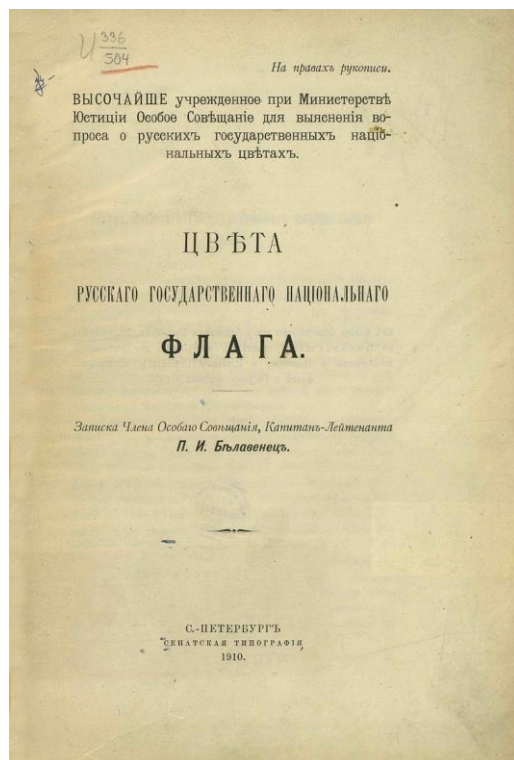 И 336
504
На правахъ рукописи.
ВЫСОЧАЙШЕ учрежденное при Министерствѣ
Юстиціи Особое Совѣщаніе для выясненія во-
проса о русскихъ государственныхъ націо-
нальныхъ цвѣтахъ.
ЦВѢТА
РУССКАГО ГОСУДАРСТВЕННАГО НАЦІОНАЛЬНАГО
ФЛАГА.
Записка Члена Особаго Совѣщанія, Капитанъ-Лейтенанта
П. И. Бѣлавенецъ.
С.-ПЕТЕРБУРГЪ
СЕНАТСКАЯ ТИПОГРАФІЯ
1910.